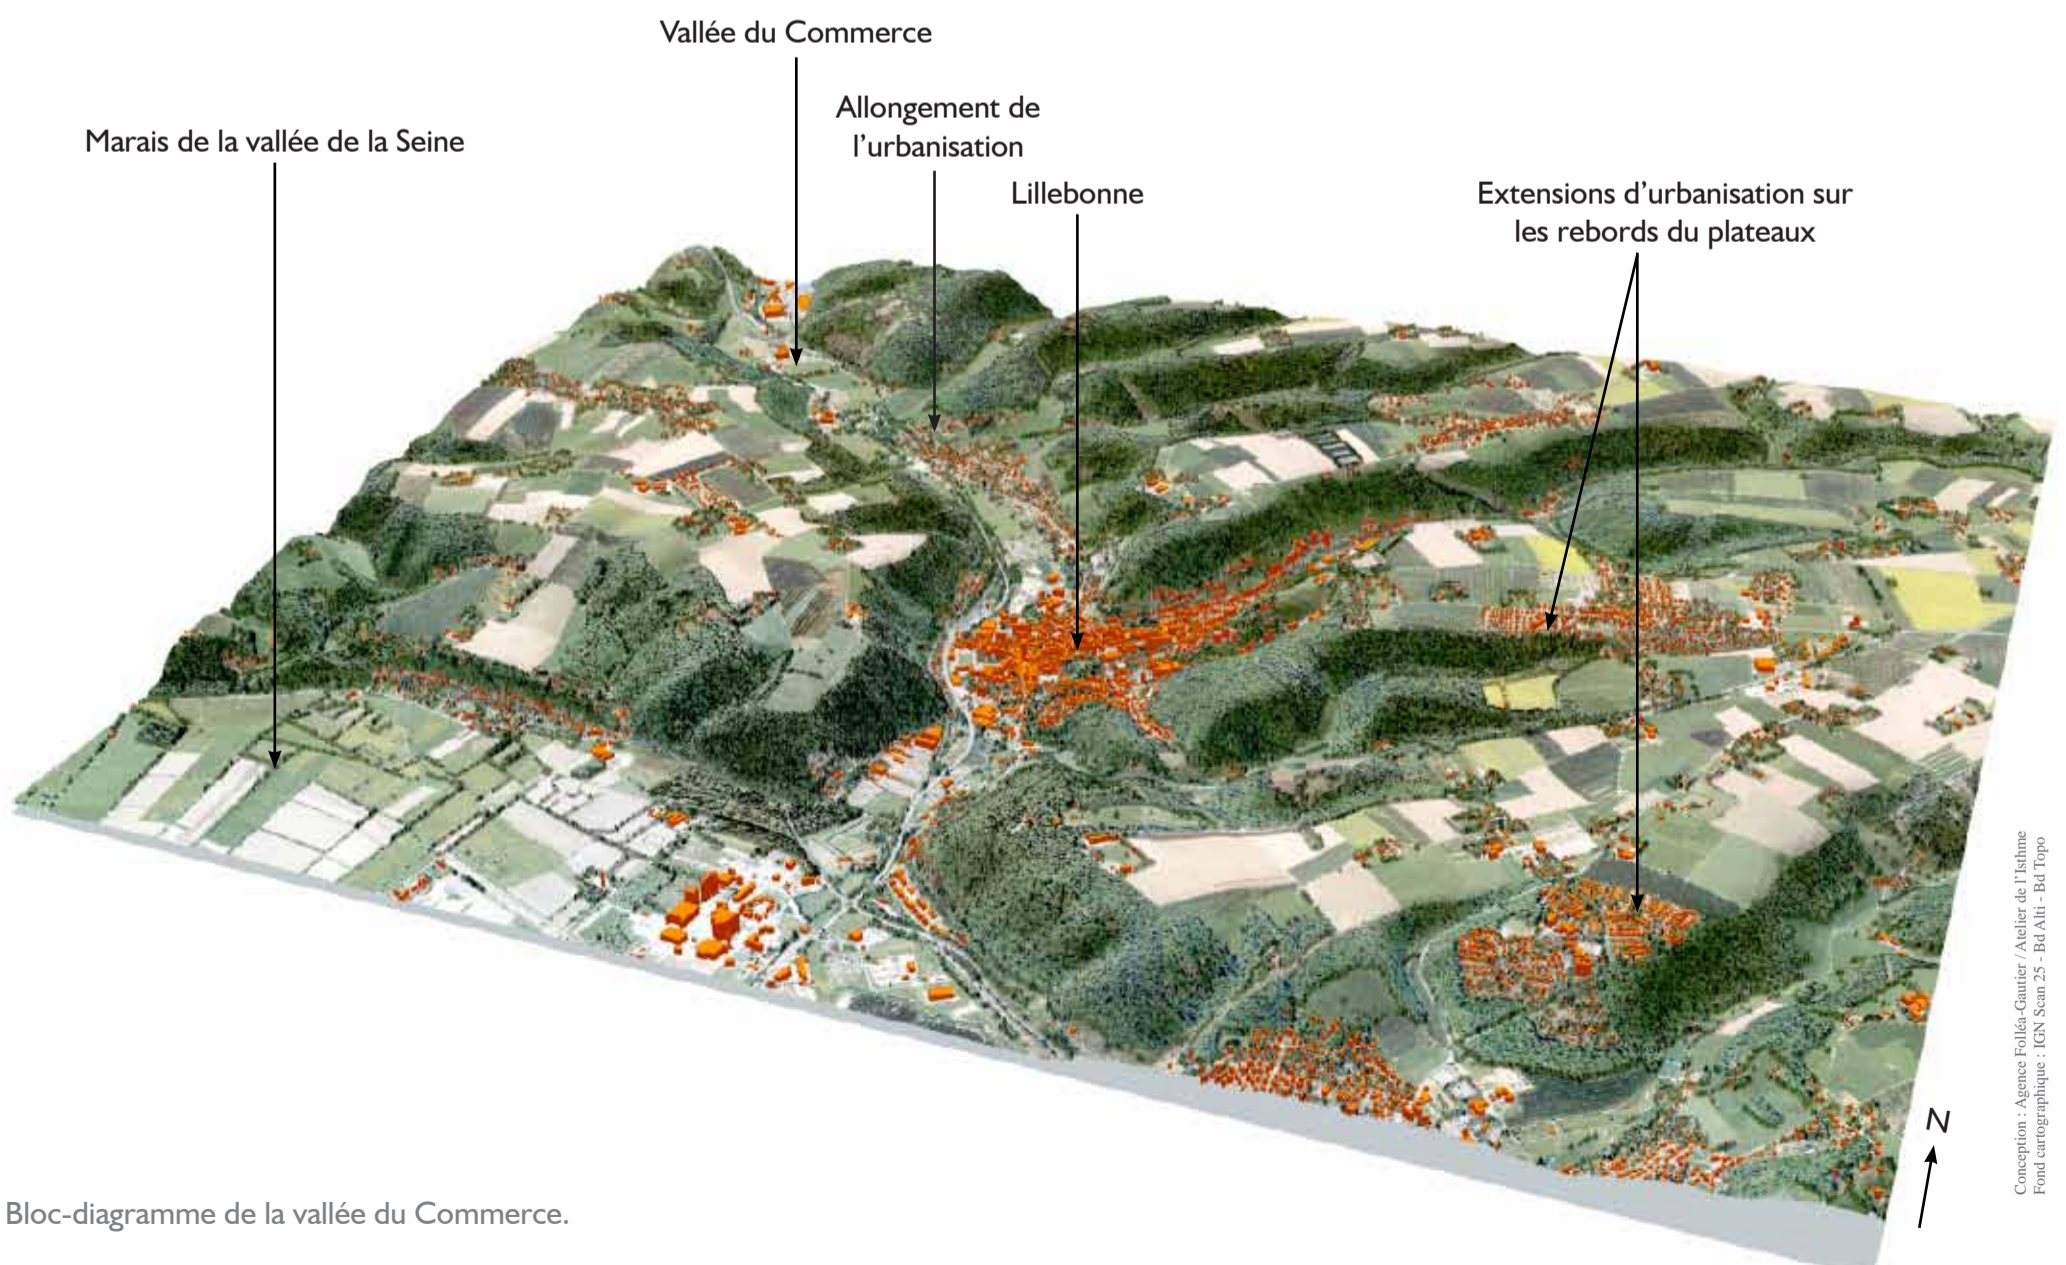 Vallée du Commerce
Allongement de
l’urbanisation
Marais de la vallée de la Seine
Lillebonne
Extensions d’urbanisation sur
les rebords du plateaux
N
Conception : Agence Folléa-Gautier / Atelier de l’Isthme
Fond cartographique : IGN Scan 25 - Bd Alti - Bd Topo
Bloc-diagramme de la vallée du Commerce.